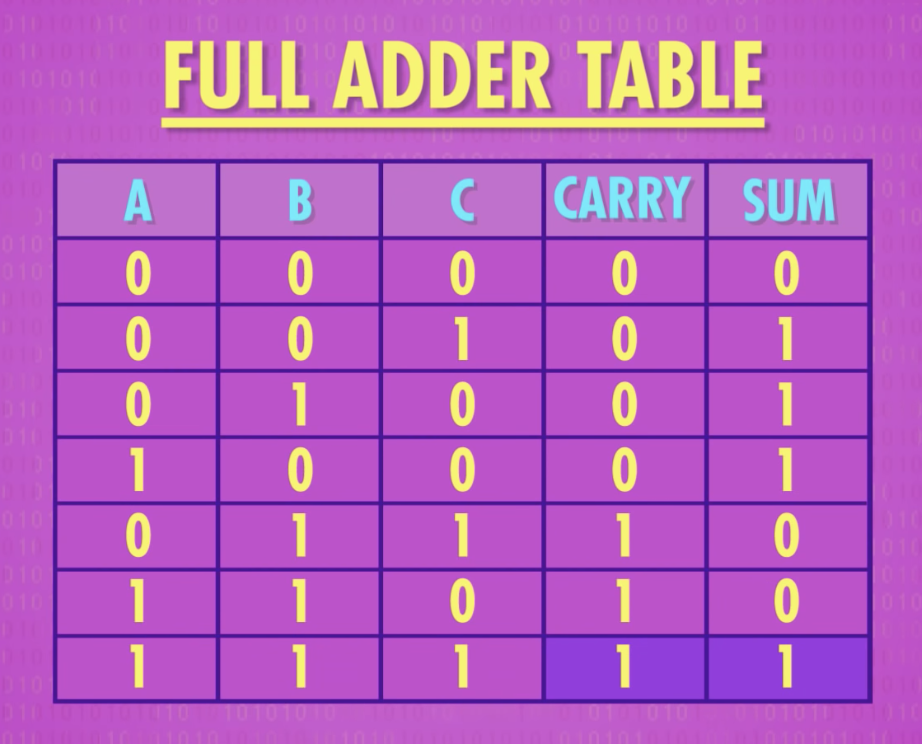 FULL ADDER TABLE
A B C CARRY SUM
0 0 0 0 0
0 0 1 0 1
0 1 0 0 1
1 0 0 0 1
0 1 1 1 0
1 1 0 1 0
1 1 1 1 1